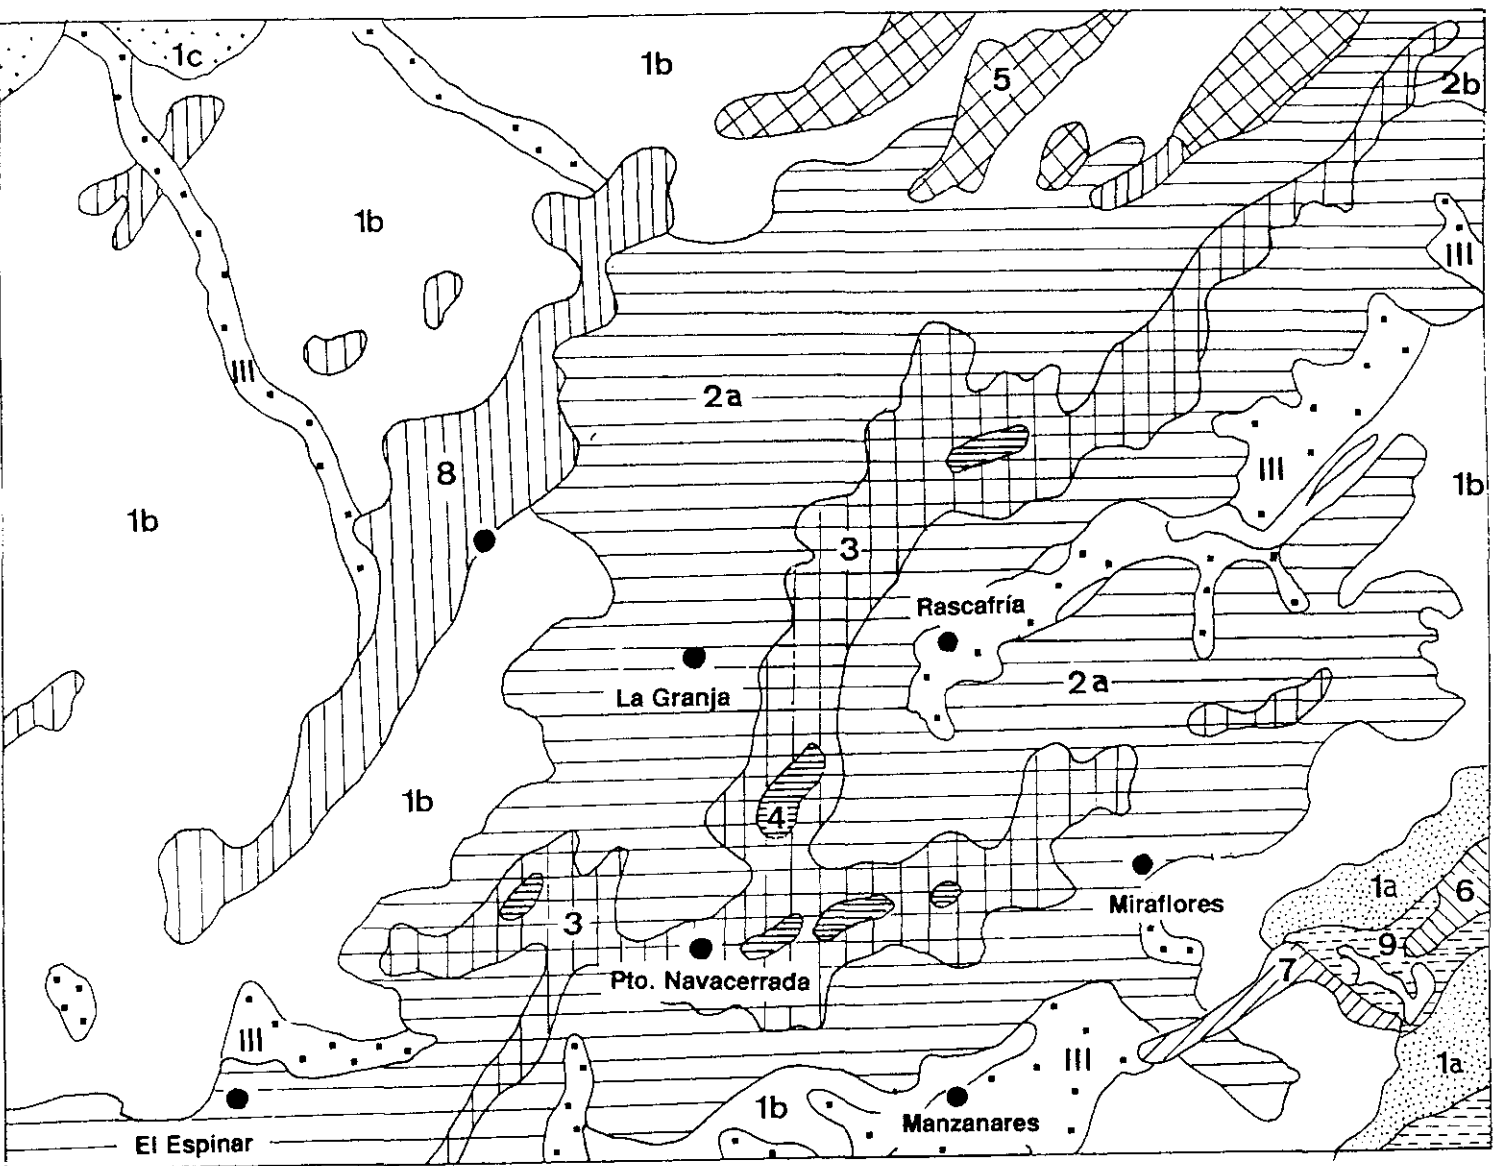 1c
1b
5
2b
1b
III
III
2a
8
III
1b
1b
3
Rascafría
2a
La Granja
1b
4
1a
6
Miraflores
3
9
7
Pto. Navacerrada
III
III
1a
1b
Manzanares
El Espinar